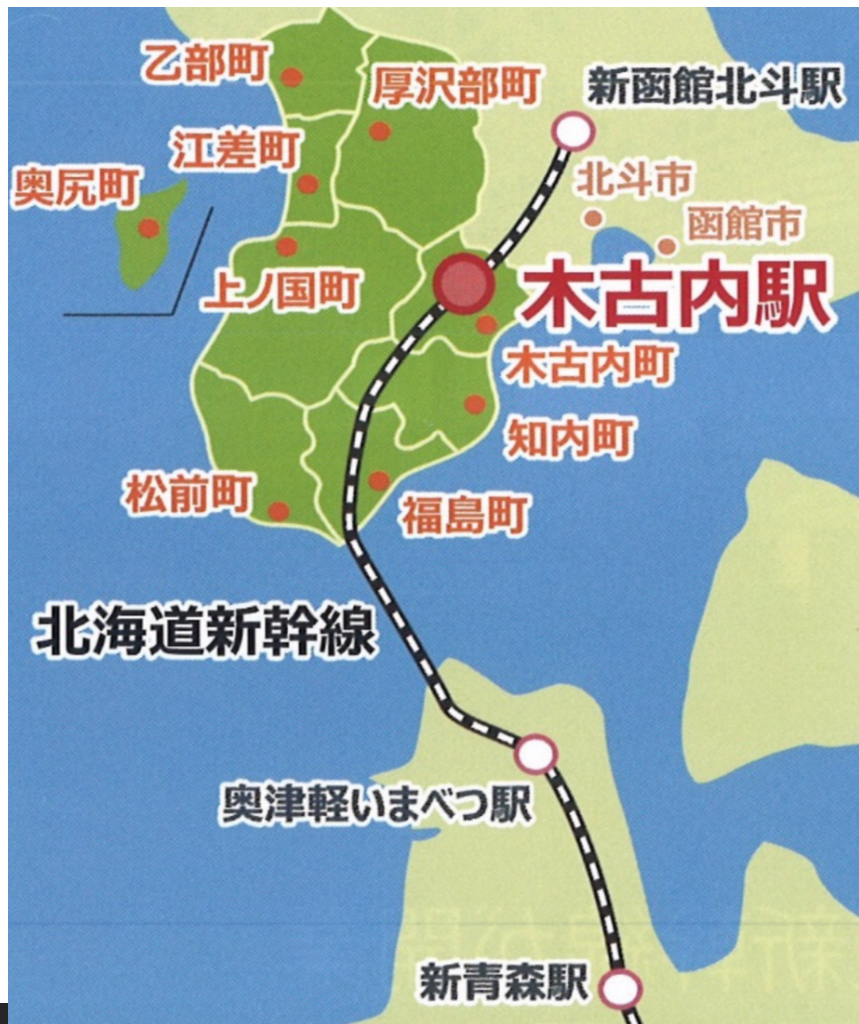 乙部町
厚沢部町
新函館北斗駅
江差町
奥尻町
北斗市
函館市
上ノ国町
木古内駅
木古内町
知内町
松前町
福島町
北海道新幹線
奥津軽いまべつ駅
新青森駅